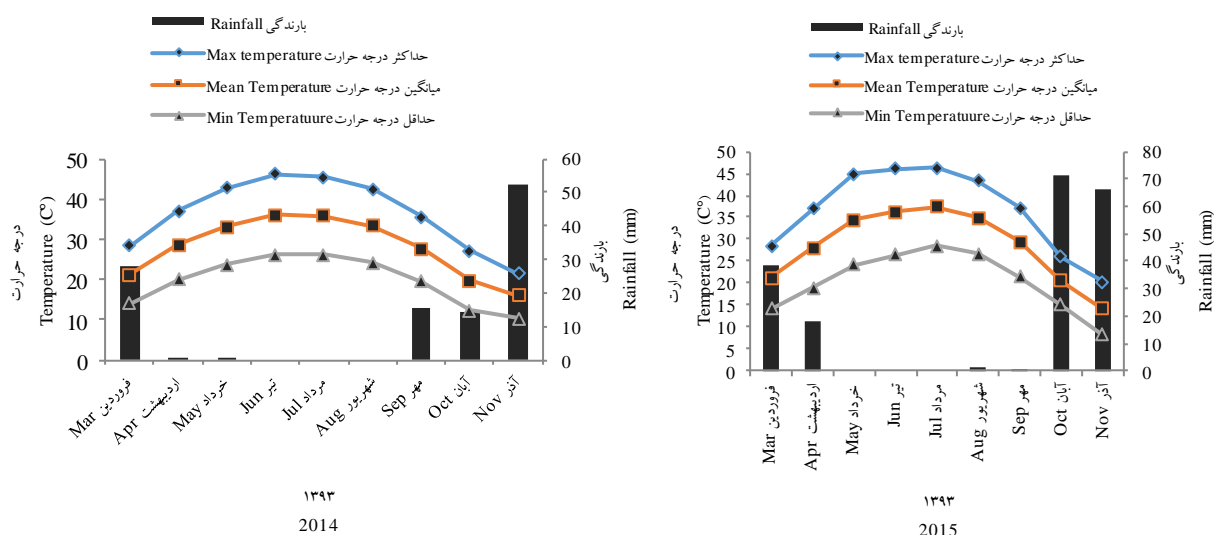 Rainfall بارندگی
Max temperature حداکثر درجه حرارت
Mean Temperature میانگین درجه حرارت
Min Temperatuure حداقل درجه حرارت
50
40
30
20
10
0
60
50
40
30
20
10
0
درجه حرارت
Temperature (C°)
بارندگی
Rainfall (mm)
Mar فروردین
Apr اردیبهشت
May خرداد
Jun تیر
Jul مرداد
Aug شهریور
Sep مهر
Oct آبان
Nov آذر
۱۳۹۳
2014
Rainfall بارندگی
Max temperature حداکثر درجه حرارت
Mean Temperature میانگین درجه حرارت
Min Temperatuure حداقل درجه حرارت
50
45
40
35
30
25
20
15
10
5
0
80
70
60
50
40
30
20
10
0
درجه حرارت
Temperature (C°)
بارندگی
Rainfall (mm)
Mar فروردین
Apr اردیبهشت
May خرداد
Jun تیر
Jul مرداد
Aug شهریور
Sep مهر
Oct آبان
Nov آذر
۱۳۹۳
2015